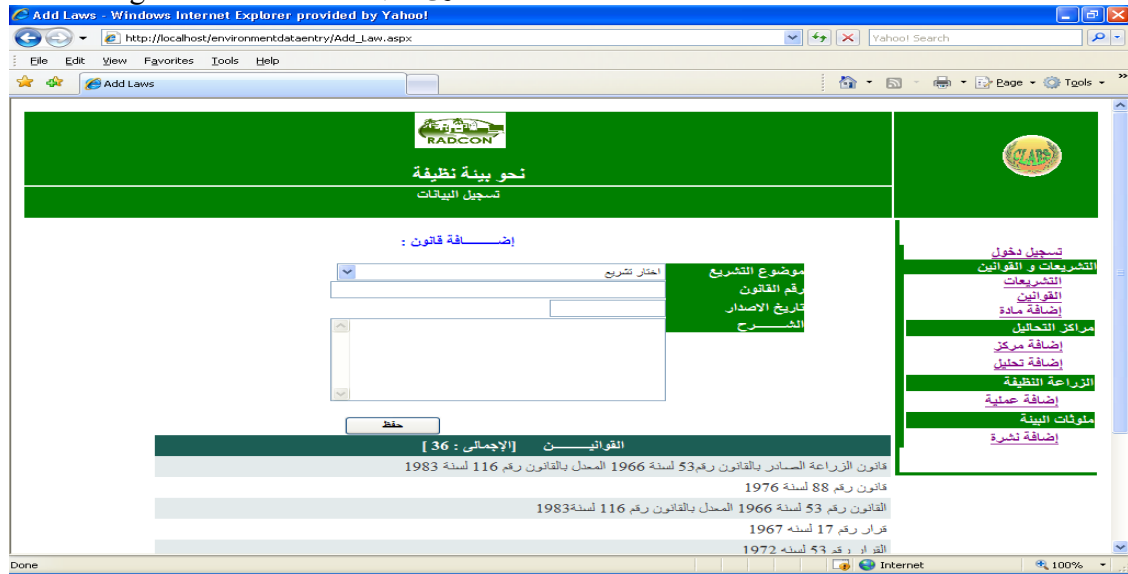 Add Laws - Windows Internet Explorer provided by Yahoo!
http://localhost/environmentdataentry/Add_Law.aspx
Yahoo! Search
File Edit View Favorites Tools Help
Add Laws
Page Tools
RADCON
CLAES
نحو بيئة نظيفة
تسجيل البيانات
تسجيل دخول
التشريعات و القوانين
التشريعات
القوانين
إضافة مادة
مراكز التحاليل
إضافة مركز
إضافة تحليل
الزراعة النظيفة
إضافة عملية
ملوثات البيئة
إضافة نشرة
إضـــــــــافة قانون :
موضوع التشريع اختار تشريع
رقم القانون
تاريخ الاصدار
الشـــــــرح
حفظ
القوانيـــــــن [الإجمالى : 36 ]
قانون الزراعة الصادر بالقانون رقم53 لسنة 1966 المعدل بالقانون رقم 116 لسنة 1983
قانون رقم 88 لسنة 1976
القانون رقم 53 لسنة 1966 المعدل بالقانون رقم 116 لسنة1983
قرار رقم 17 لسنه 1967
القرار رقم 53 لسنه 1972
Done
Internet
100%